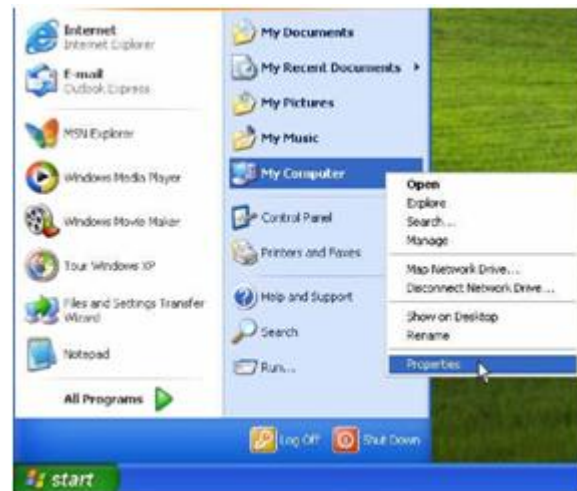 Internet
Internet Explorer
E-mail
Outlook Express
MSN Explorer
Windows Media Player
Windows Movie Maker
Tour Windows XP
Files and Settings Transfer
Wizard
Notepad
All Programs
My Documents
My Recent Documents
My Pictures
My Music
My Computer
Control Panel
Printers and Faxes
Help and Support
Search
Run...
Open
Explore
Search...
Manage
Map Network Drive...
Disconnect Network Drive...
Show on Desktop
Rename
Properties
Log Off
Shut Down
start